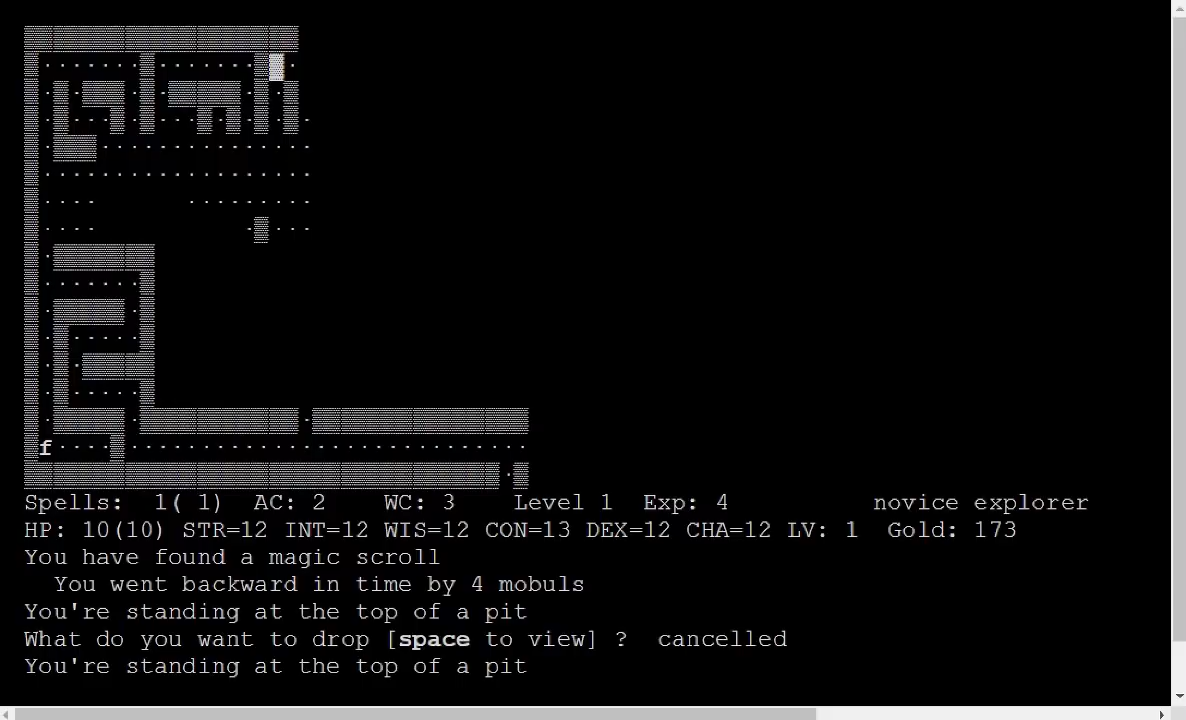 f
Spells: 1( 1) AC: 2 WC: 3 Level 1 Exp: 4 novice explorer
HP: 10(10) STR=12 INT=12 WIS=12 CON=13 DEX=12 CHA=12 LV: 1 Gold: 173
You have found a magic scroll
You went backward in time by 4 mobuls
You're standing at the top of a pit
What do you want to drop [space to view] ? cancelled
You're standing at the top of a pit